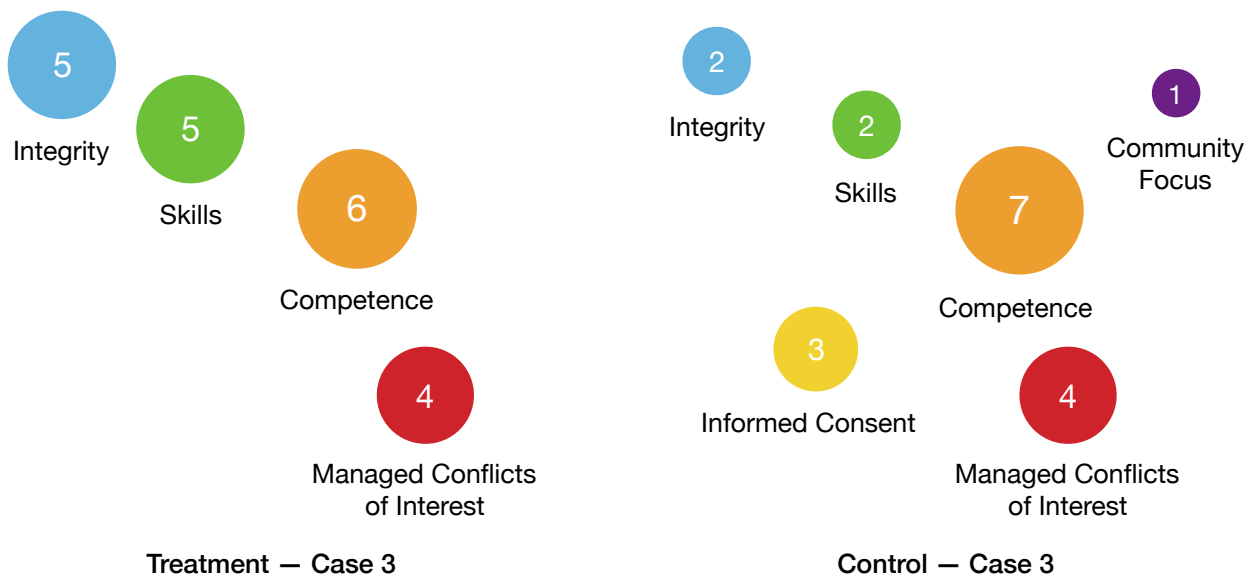 5
Integrity
5
Skills
6
Competence
4
Managed Conflicts
of Interest
Treatment — Case 3
2
Integrity
2
Skills
1
Community
Focus
7
Competence
3
Informed Consent
4
Managed Conflicts
of Interest
Control — Case 3